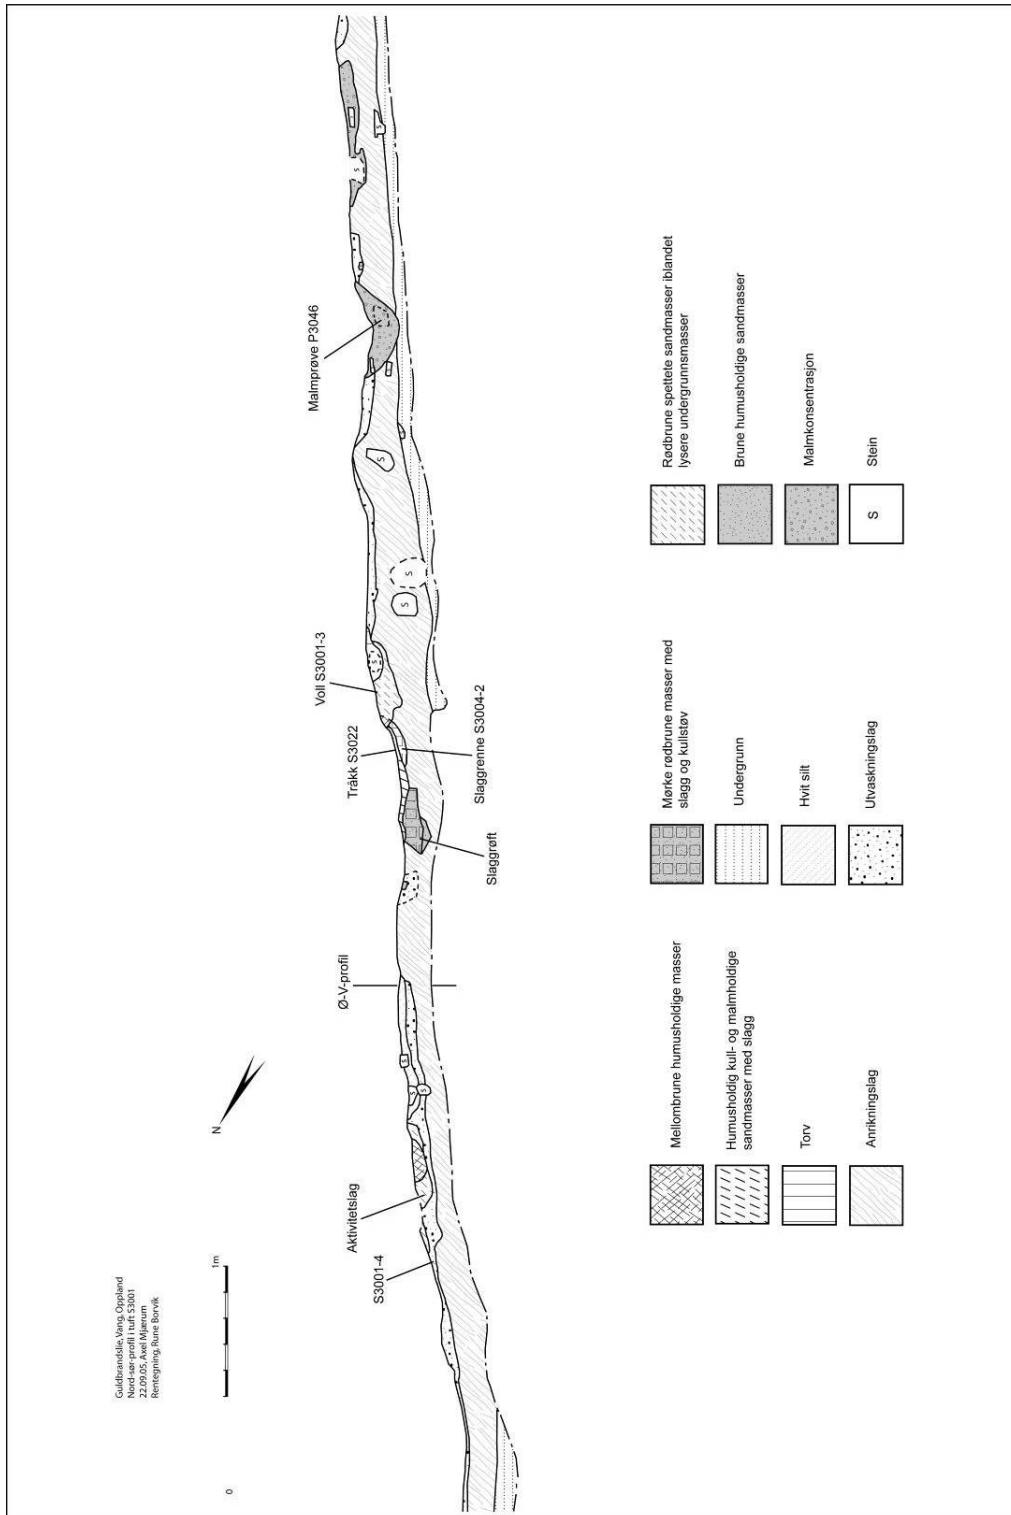 Guldbrandslie, Vang, Oppland
Nord-sør-profil i tuft S3001
22.09.05, Axel Mjærum
Rentegning, Rune Borvik
0
1m
N
S3001-4
Aktivitetslag
Ø-V-profil
Slaggrøft
Tråkk S3022
Slaggrenne S3004-2
Voll S3001-3
Malmprøve P3046
S
S
S
S
S
S
S
S
S
Mellombrune humusholdige masser
Humusholdig kull- og malmholdige
sandmasser med slagg
Torv
Anrikningslag
Mørke rødbrune masser med
slagg og kullstøv
Undergrunn
Hvit silt
Utvaskningslag
Rødbrune spettete sandmasser iblandet
lysere undergrunnsmasser
Brune humusholdige sandmasser
Malmkonsentrasjon
S
Stein